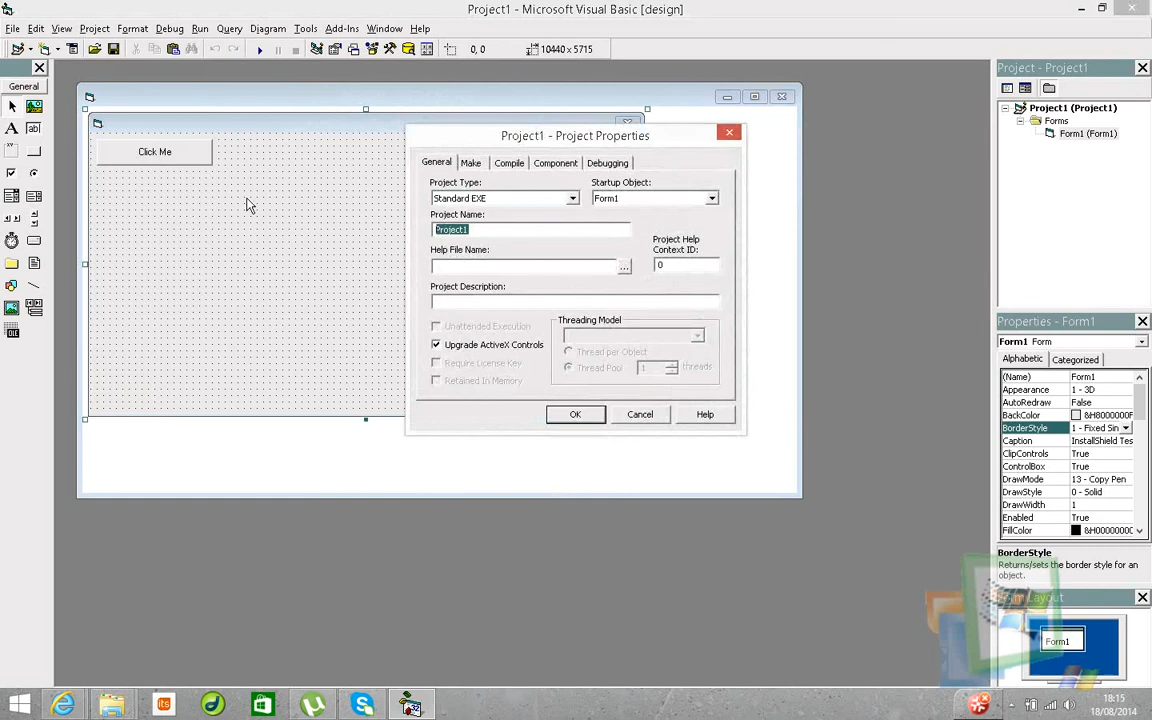 Project1 - Microsoft Visual Basic [design]
File Edit View Project Format Debug Run Query Diagram Tools Add-Ins Window Help
0, 0
10440 x 5715
General
Click Me
Project1 - Project Properties
General Make Compile Component Debugging
Project Type:
Startup Object:
Standard EXE
Form1
Project Name:
Project1
Help File Name:
...
Project Help
Context ID:
0
Project Description:
Unattended Execution
Upgrade ActiveX Controls
Require License Key
Retained In Memory
Threading Model
Thread per Object
Thread Pool
1
threads
OK
Cancel
Help
Project - Project1
Project1 (Project1)
Forms
Form1 (Form1)
Properties - Form1
Form1 Form
Alphabetic Categorized
(Name) Form1
Appearance 1 - 3D
AutoRedraw False
BackColor &H8000000F
BorderStyle 1 - Fixed Sin
Caption InstallShield Tes
ClipControls True
ControlBox True
DrawMode 13 - Copy Pen
DrawStyle 0 - Solid
DrawWidth 1
Enabled True
FillColor &H0000000C
BorderStyle
Returns/sets the border style for an
object.
Layout
Form1
its
32
18:15
18/08/2014